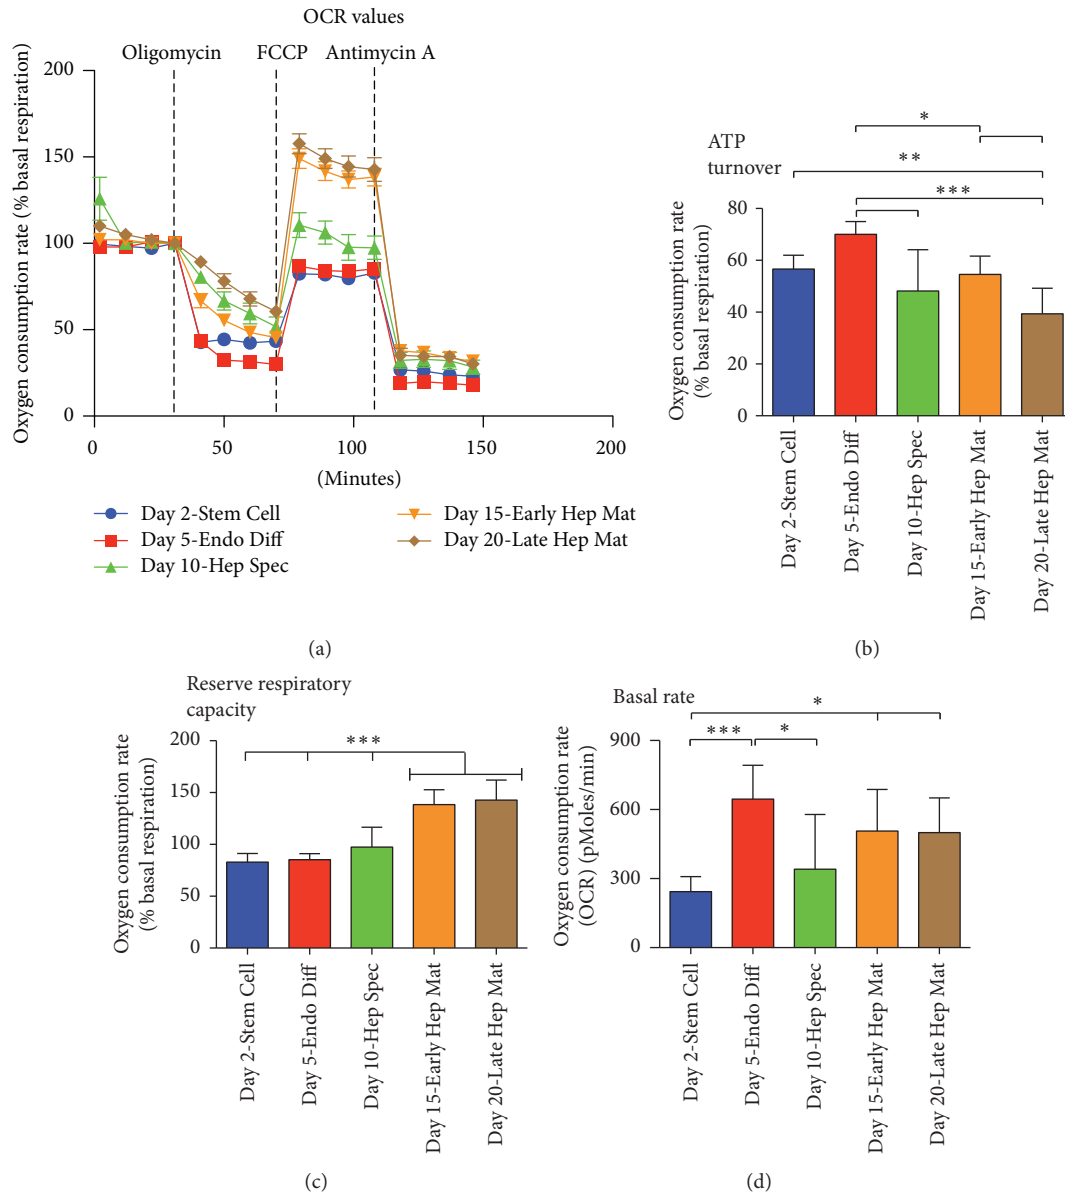 OCR values
Oligomycin FCCP Antimycin A
Oxygen consumption rate (% basal respiration)
200
150
100
50
0
0 50 100 150 200
(Minutes)
Day 2-Stem Cell
Day 5-Endo Diff
Day 10-Hep Spec
Day 15-Early Hep Mat
Day 20-Late Hep Mat
(a)
ATP
turnover
*
**
***
Oxygen consumption rate
(% basal respiration)
80
60
40
20
0
Day 2-Stem Cell
Day 5-Endo Diff
Day 10-Hep Spec
Day 15-Early Hep Mat
Day 20-Late Hep Mat
(b)
Reserve respiratory
capacity
***
Oxygen consumption rate
(% basal respiration)
200
150
100
50
0
Day 2-Stem Cell
Day 5-Endo Diff
Day 10-Hep Spec
Day 15-Early Hep Mat
Day 20-Late Hep Mat
(c)
Basal rate
*
*** *
Oxygen consumption rate
(OCR) (pMoles/min)
900
600
300
0
Day 2-Stem Cell
Day 5-Endo Diff
Day 10-Hep Spec
Day 15-Early Hep Mat
Day 20-Late Hep Mat
(d)